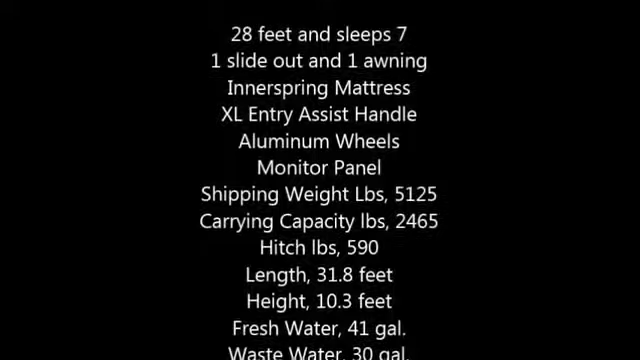 28 feet and sleeps 7
1 slide out and 1 awning
Innerspring Mattress
XL Entry Assist Handle
Aluminum Wheels
Monitor Panel
Shipping Weight Lbs, 5125
Carrying Capacity lbs, 2465
Hitch lbs, 590
Length, 31.8 feet
Height, 10.3 feet
Fresh Water, 41 gal.
Waste Water, 30 gal.